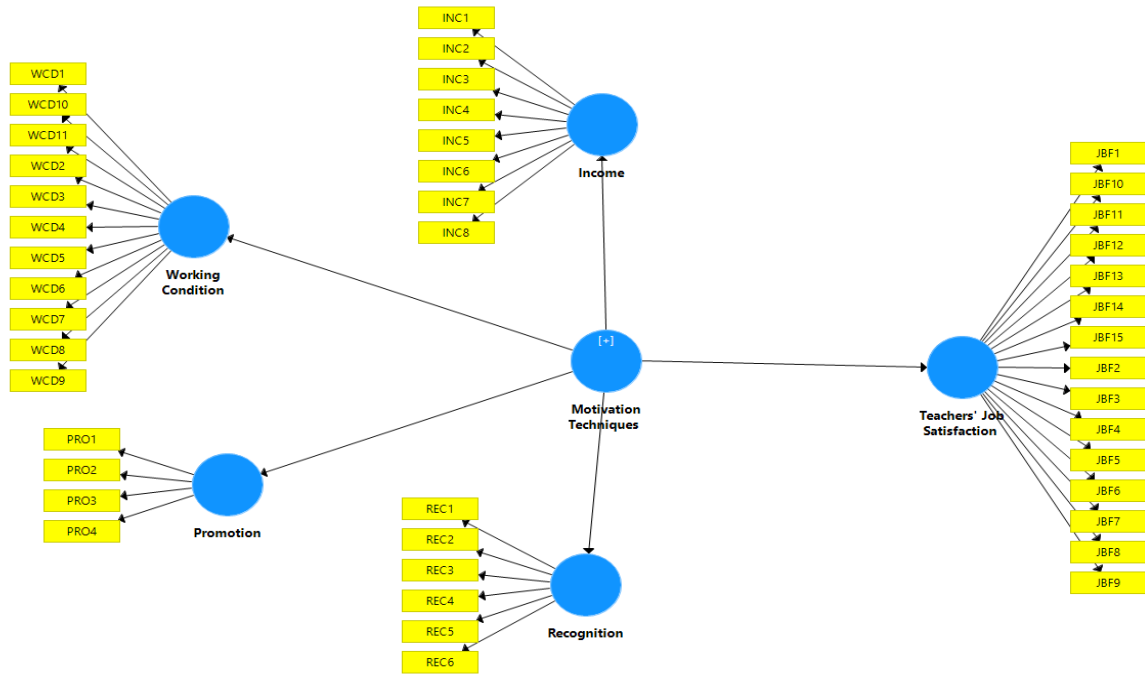 INC1
INC2
INC3
INC4
INC5
INC6
INC7
INC8
Income
WCD1
WCD10
WCD11
WCD2
WCD3
WCD4
WCD5
WCD6
WCD7
WCD8
WCD9
Working
Condition
[+]
Motivation
Techniques
JBF1
JBF10
JBF11
JBF12
JBF13
JBF14
JBF15
JBF2
JBF3
JBF4
JBF5
JBF6
JBF7
JBF8
JBF9
Teachers' Job
Satisfaction
PRO1
PRO2
PRO3
PRO4
Promotion
REC1
REC2
REC3
REC4
REC5
REC6
Recognition